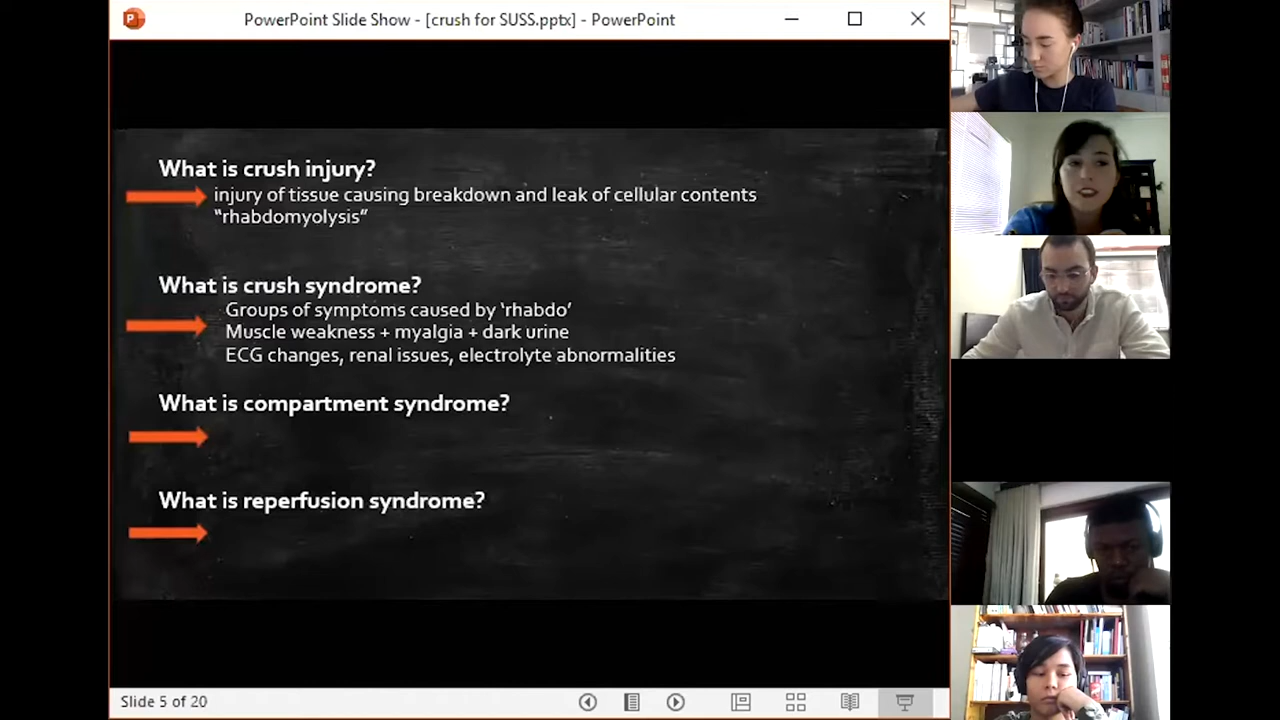 PowerPoint Slide Show - [crush for SUSS.pptx] - PowerPoint
What is crush injury?
injury of tissue causing breakdown and leak of cellular contents
“rhabdomyolysis”
What is crush syndrome?
Groups of symptoms caused by ‘rhabdo’
Muscle weakness + myalgia + dark urine
ECG changes, renal issues, electrolyte abnormalities
What is compartment syndrome?
What is reperfusion syndrome?
Slide 5 of 20